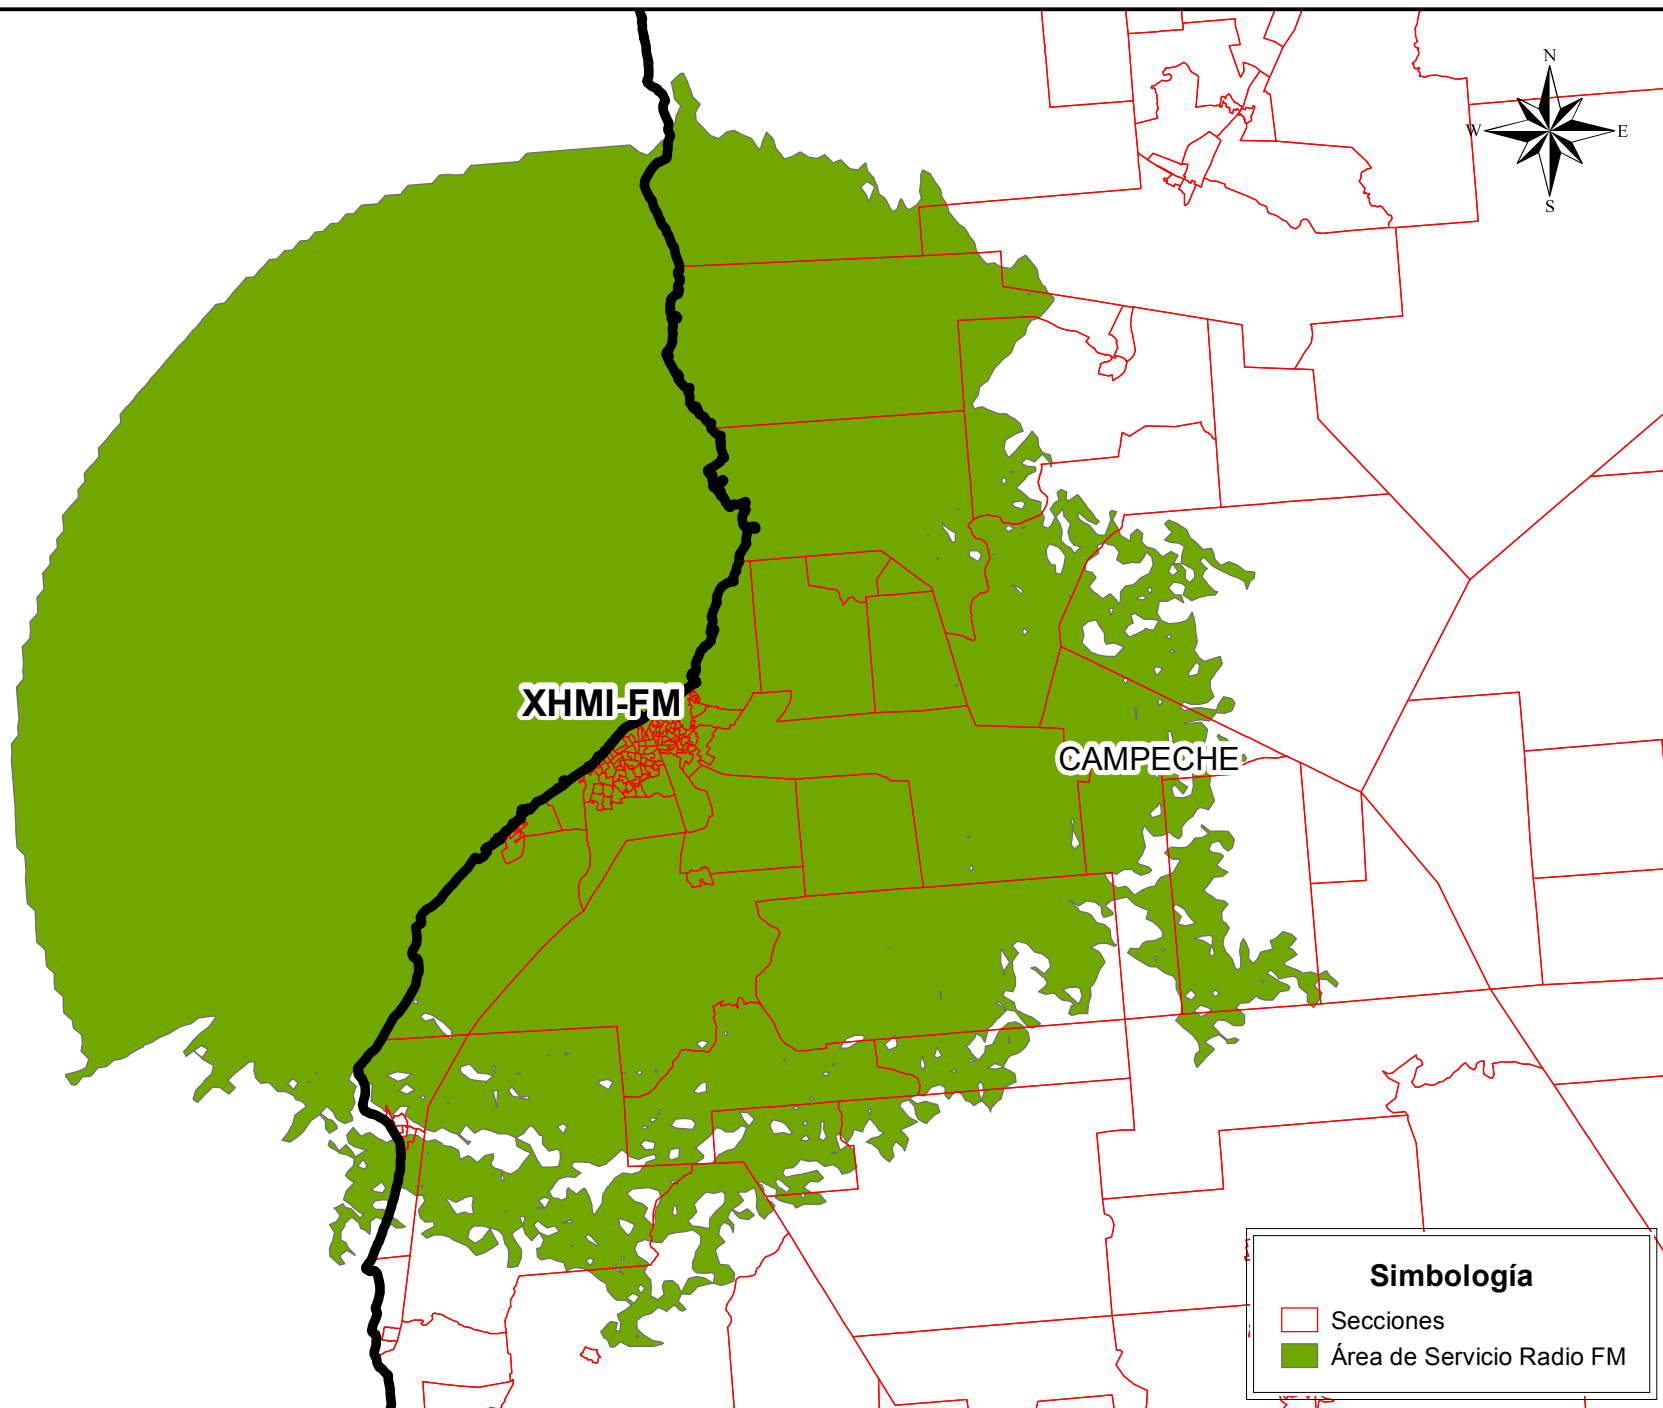 N
W E
S
XHMI-FM
CAMPECHE
Simbología
Secciones
Área de Servicio Radio FM